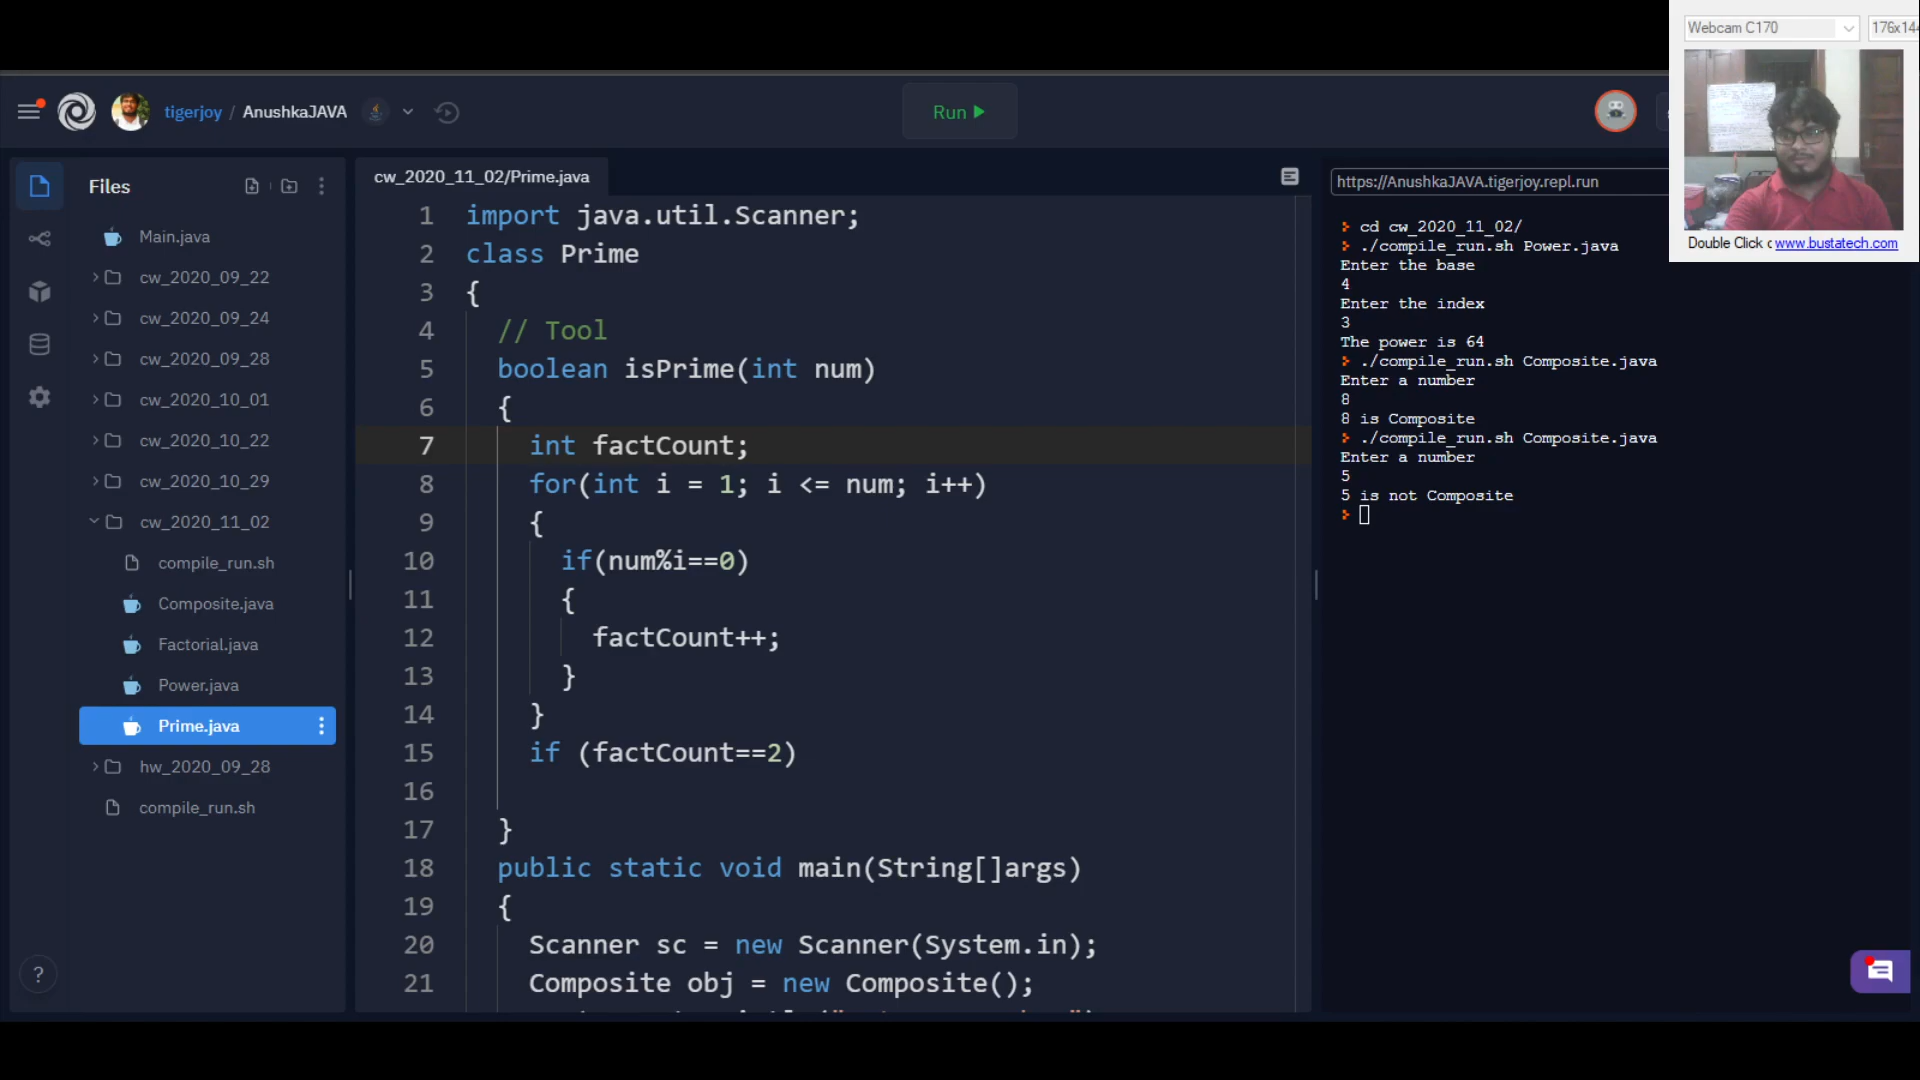 Webcam C170
176x144
Double Click c www.bustatech.com
tigerjoy / AnushkaJAVA
Run
Files
Main.java
cw_2020_09_22
cw_2020_09_24
cw_2020_09_28
cw_2020_10_01
cw_2020_10_22
cw_2020_10_29
cw_2020_11_02
compile_run.sh
Composite.java
Factorial.java
Power.java
Prime.java
hw_2020_09_28
compile_run.sh
?
cw_2020_11_02/Prime.java
1 import java.util.Scanner;
2 class Prime
3 {
4 // Tool
5 boolean isPrime(int num)
6 {
7 int factCount;
8 for(int i = 1; i <= num; i++)
9 {
10 if(num%i==0)
11 {
12 factCount++;
13 }
14 }
15 if (factCount==2)
16
17 }
18 public static void main(String[]args)
19 {
20 Scanner sc = new Scanner(System.in);
21 Composite obj = new Composite();
https://AnushkaJAVA.tigerjoy.repl.run
> cd cw_2020_11_02/
> ./compile_run.sh Power.java
Enter the base
4
Enter the index
3
The power is 64
> ./compile_run.sh Composite.java
Enter a number
8
8 is Composite
> ./compile_run.sh Composite.java
Enter a number
5
5 is not Composite
>